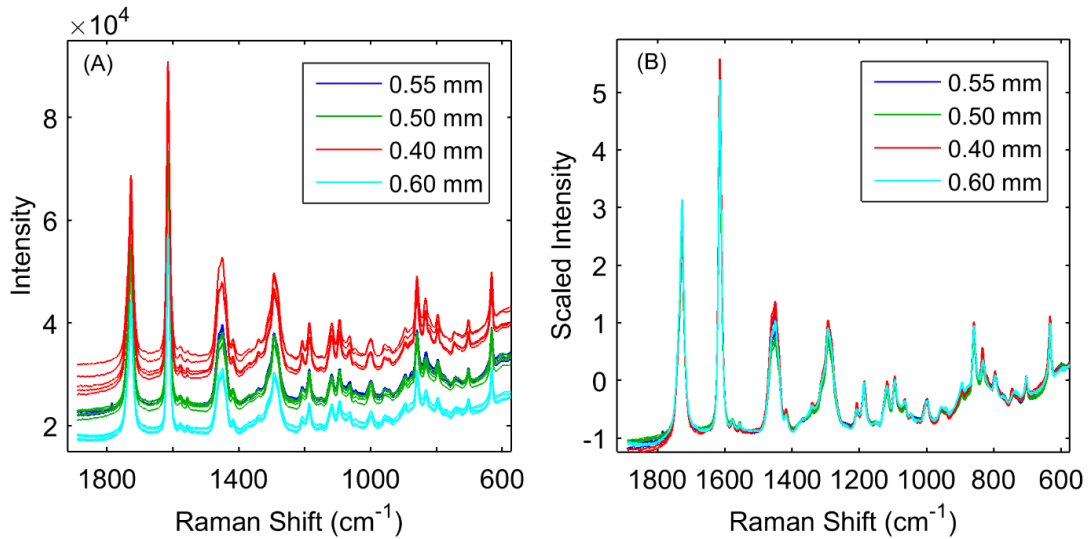 ×10⁴
(A)
0.55 mm
0.50 mm
0.40 mm
0.60 mm
8
6
4
2
Intensity
1800 1400 1000 600
Raman Shift (cm⁻¹)
(B)
0.55 mm
0.50 mm
0.40 mm
0.60 mm
5
4
3
2
1
0
-1
Scaled Intensity
1800 1600 1400 1200 1000 800 600
Raman Shift (cm⁻¹)